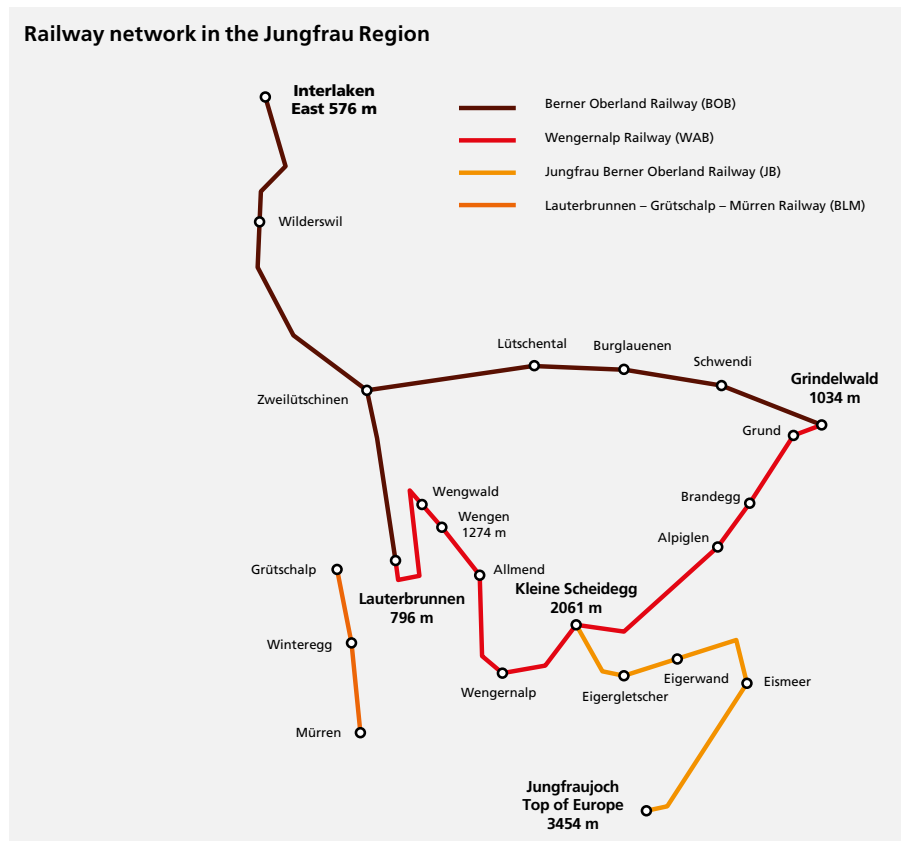 Railway network in the Jungfrau Region
Interlaken
East 576 m
Berner Oberland Railway (BOB)
Wengernalp Railway (WAB)
Jungfrau Berner Oberland Railway (JB)
Lauterbrunnen – Grütschalp – Mürren Railway (BLM)
Wilderswil
Lütschental
Burglauenen
Schwendi
Grindelwald
1034 m
Zweilütschinen
Grund
Wengwald
Brandegg
Wengen
1274 m
Alpiglen
Grütschalp
Allmend
Lauterbrunnen
796 m
Kleine Scheidegg
2061 m
Winteregg
Wengernalp
Eigergletscher
Eigerwand
Eismeer
Mürren
Jungfraujoch
Top of Europe
3454 m